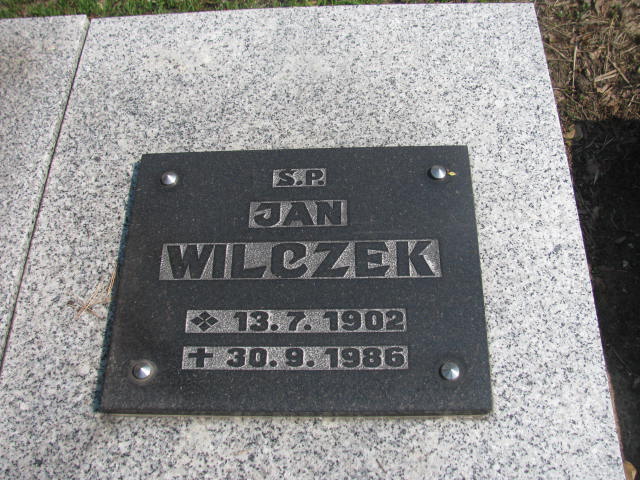 S.P.
JAN
WILCZEK
❖ 13.7.1902
✝ 30.9.1986